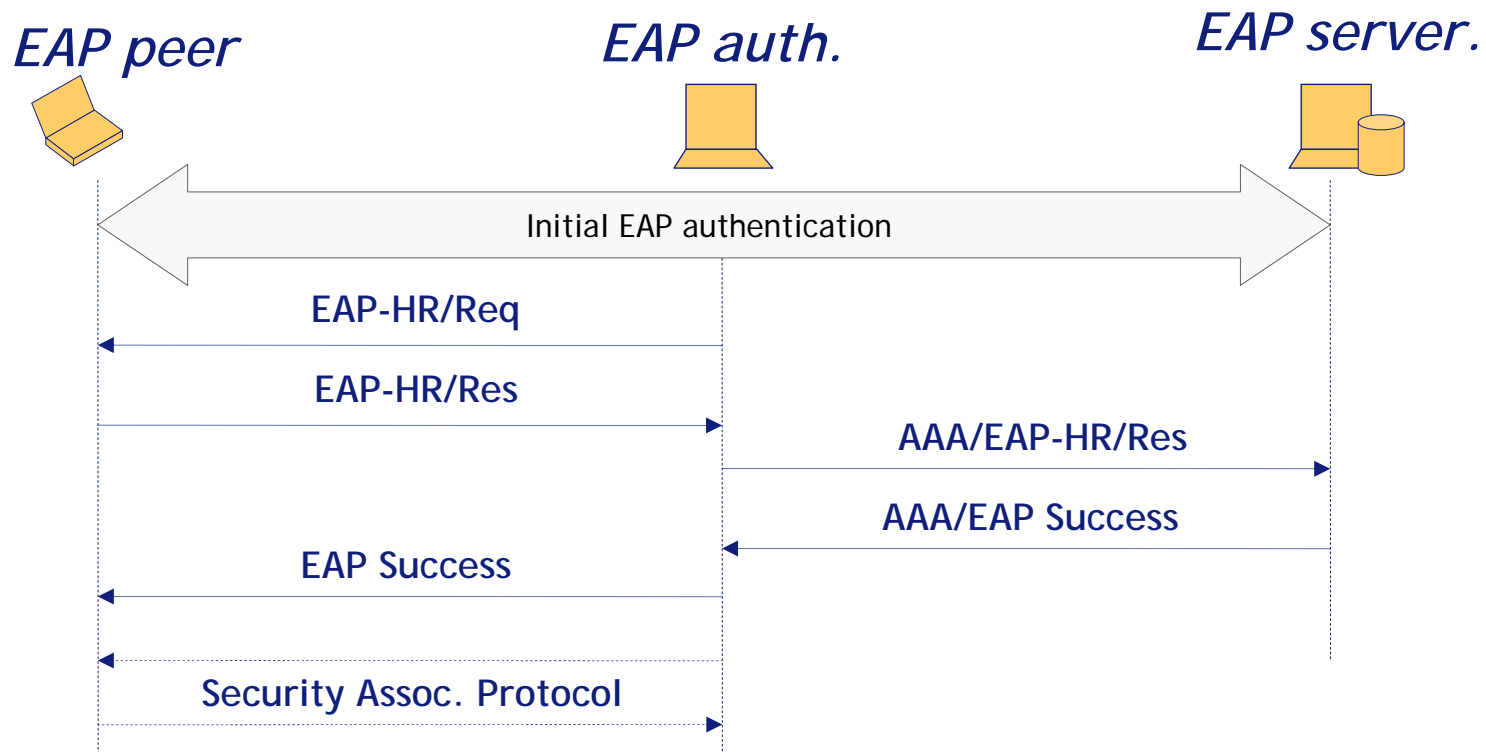 EAP peer
EAP auth.
EAP server.
Initial EAP authentication
EAP-HR/Req
EAP-HR/Res
AAA/EAP-HR/Res
AAA/EAP Success
EAP Success
Security Assoc. Protocol